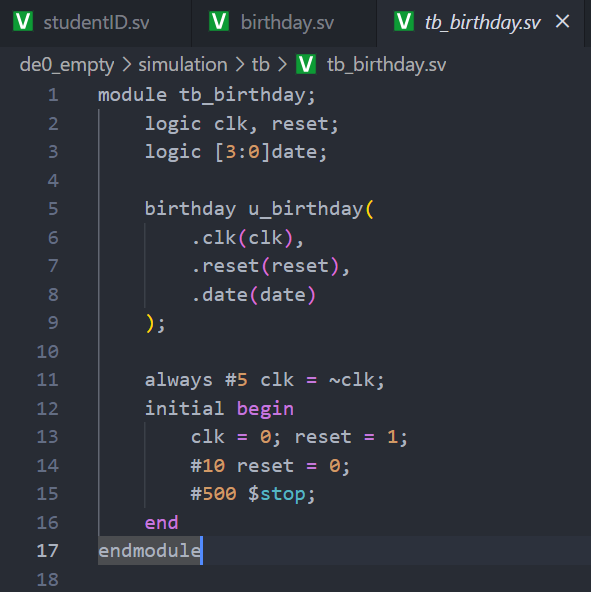 studentID.sv birthday.sv tb_birthday.sv ×
de0_empty > simulation > tb > tb_birthday.sv
1 module tb_birthday;
2 logic clk, reset;
3 logic [3:0]date;
4
5 birthday u_birthday(
6 .clk(clk),
7 .reset(reset),
8 .date(date)
9 );
10
11 always #5 clk = ~clk;
12 initial begin
13 clk = 0; reset = 1;
14 #10 reset = 0;
15 #500 $stop;
16 end
17 endmodule
18